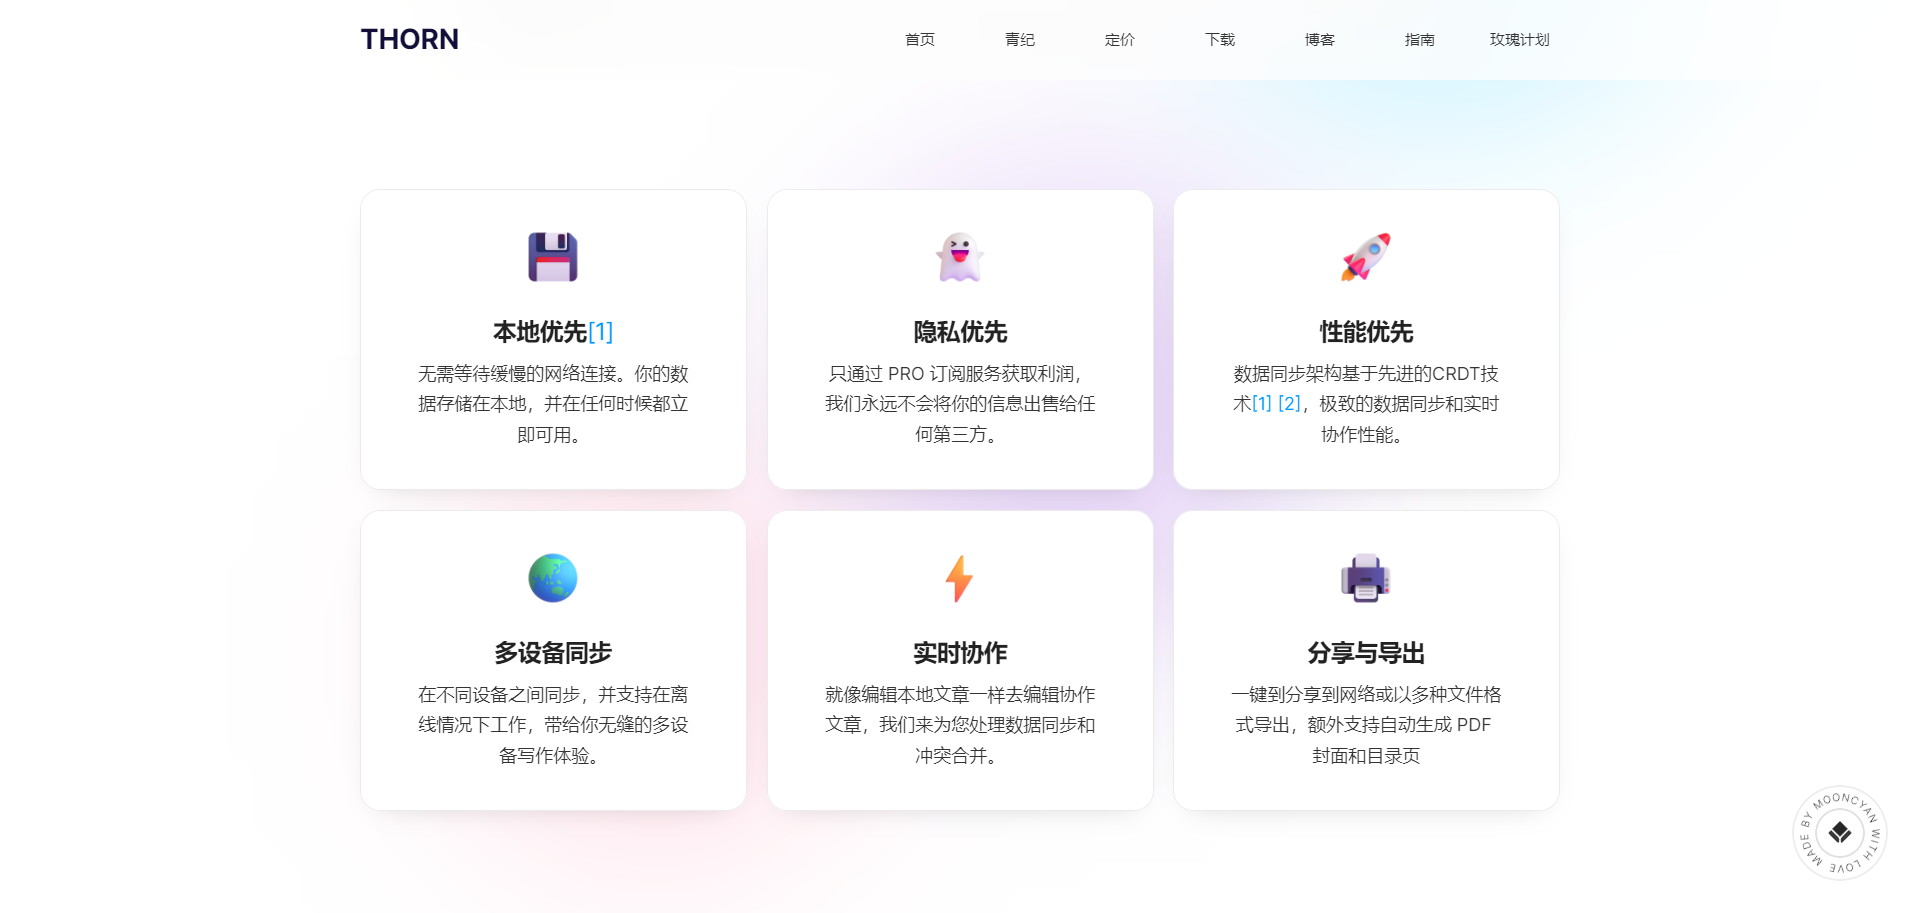 THORN
首页
青纪
定价
下载
博客
指南
玫瑰计划
本地优先[1]
无需等待缓慢的网络连接。你的数
据存储在本地，并在任何时候都立
即可用。
隐私优先
只通过 PRO 订阅服务获取利润，
我们永远不会将你的信息出售给任
何第三方。
性能优先
数据同步架构基于先进的CRDT技
术[1] [2]，极致的数据同步和实时
协作性能。
多设备同步
在不同设备之间同步，并支持在离
线情况下工作，带给你无缝的多设
备写作体验。
实时协作
就像编辑本地文章一样去编辑协作
文章，我们来为您处理数据同步和
冲突合并。
分享与导出
一键到分享到网络或以多种文件格
式导出，额外支持自动生成 PDF
封面和目录页
MADE BY MOONCYAN WITH LOVE